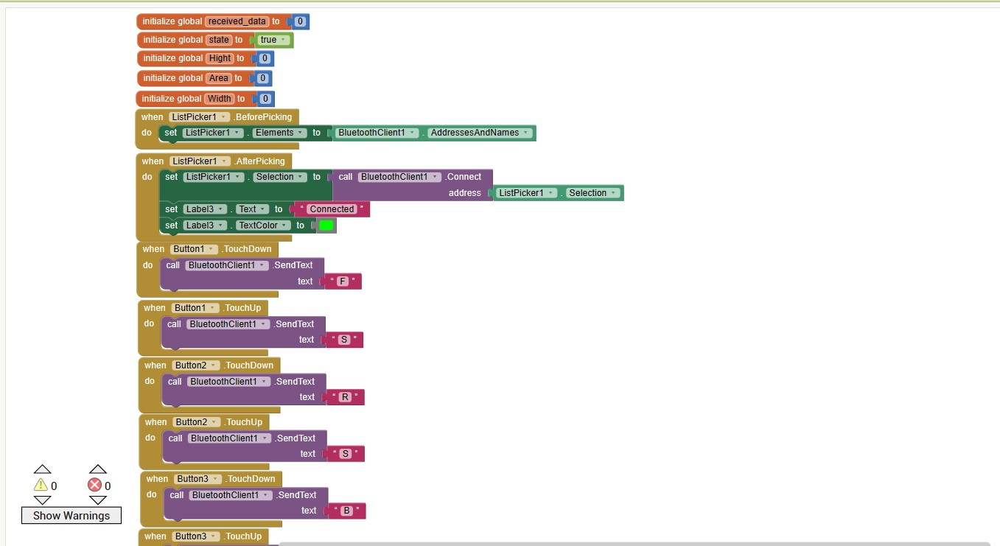 initialize global received_data to 0
initialize global state to true
initialize global Hight to 0
initialize global Area to 0
initialize global Width to 0
when ListPicker1 .BeforePicking
do set ListPicker1 . Elements to BluetoothClient1 . AddressesAndNames
when ListPicker1 .AfterPicking
do set ListPicker1 . Selection to call BluetoothClient1 .Connect
address ListPicker1 . Selection
set Label3 . Text to “ Connected ”
set Label3 . TextColor to
when Button1 .TouchDown
do call BluetoothClient1 .SendText
text “ F ”
when Button1 .TouchUp
do call BluetoothClient1 .SendText
text “ S ”
when Button2 .TouchDown
do call BluetoothClient1 .SendText
text “ R ”
when Button2 .TouchUp
do call BluetoothClient1 .SendText
text “ S ”
when Button3 .TouchDown
do call BluetoothClient1 .SendText
text “ B ”
when Button3 .TouchUp
0 0
Show Warnings